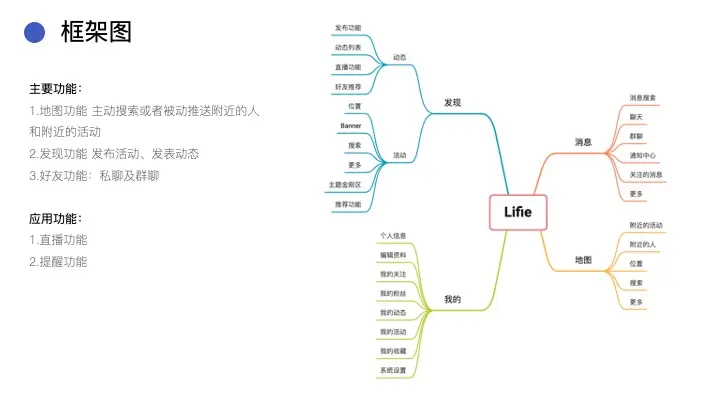 框架图
主要功能：
1.地图功能 主动搜索或者被动推送附近的人
和附近的活动
2.发现功能 发布活动、发表动态
3.好友功能：私聊及群聊
应用功能：
1.直播功能
2.提醒功能
Lifie
发现
动态
发布功能
动态列表
直播功能
好友推荐
活动
位置
Banner
搜索
更多
主题金刚区
推荐功能
我的
个人信息
编辑资料
我的关注
我的粉丝
我的动态
我的活动
我的收藏
系统设置
消息
消息搜索
聊天
群聊
通知中心
关注的消息
更多
地图
附近的活动
附近的人
位置
搜索
更多